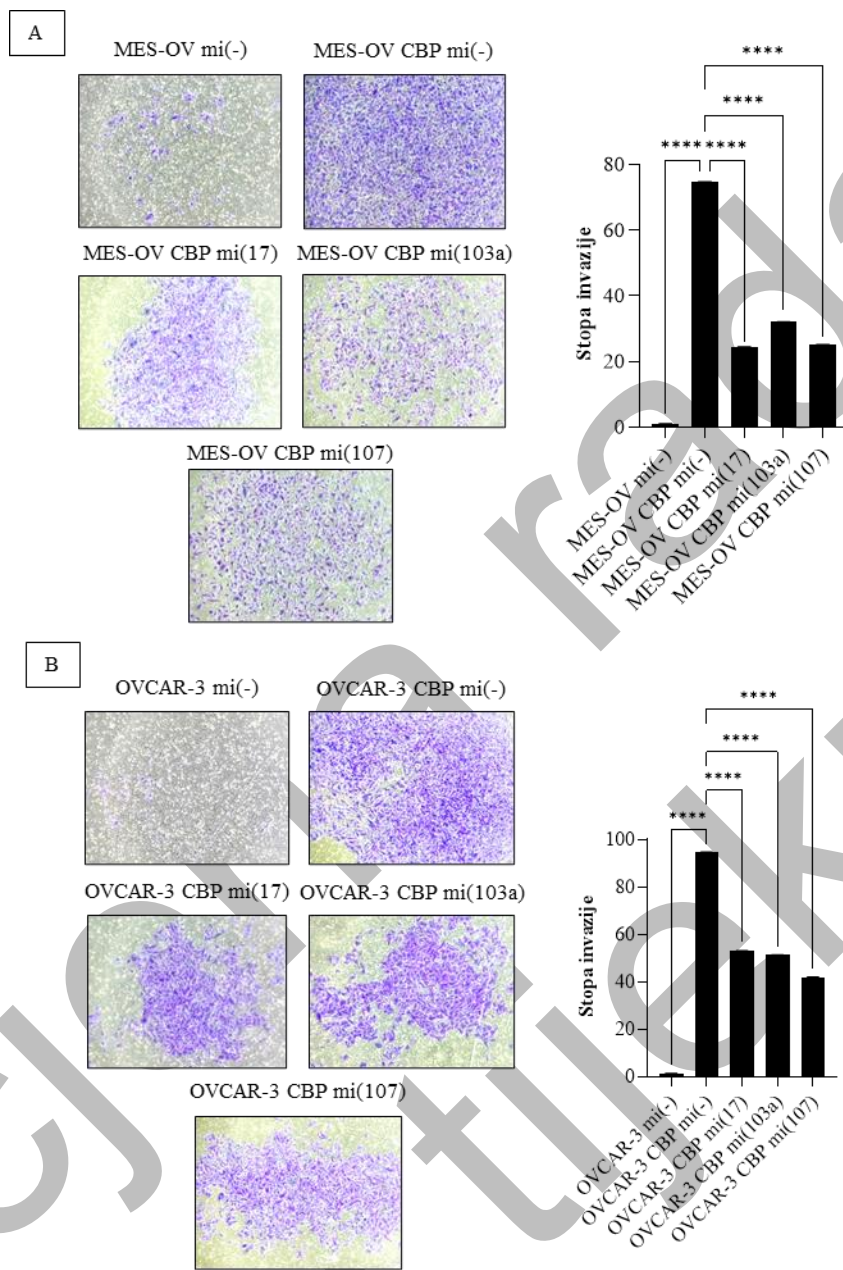 A
MES-OV mi(-)
MES-OV CBP mi(-)
MES-OV CBP mi(17)
MES-OV CBP mi(103a)
MES-OV CBP mi(107)
****
****
**** ****
Stopa invazije
80
60
40
20
0
MES-OV mi(-)
MES-OV CBP mi(-)
MES-OV CBP mi(17)
MES-OV CBP mi(103a)
MES-OV CBP mi(107)
B
OVCAR-3 mi(-)
OVCAR-3 CBP mi(-)
OVCAR-3 CBP mi(17)
OVCAR-3 CBP mi(103a)
OVCAR-3 CBP mi(107)
****
****
****
****
Stopa invazije
100
80
60
40
20
0
OVCAR-3 mi(-)
OVCAR-3 CBP mi(-)
OVCAR-3 CBP mi(17)
OVCAR-3 CBP mi(103a)
OVCAR-3 CBP mi(107)